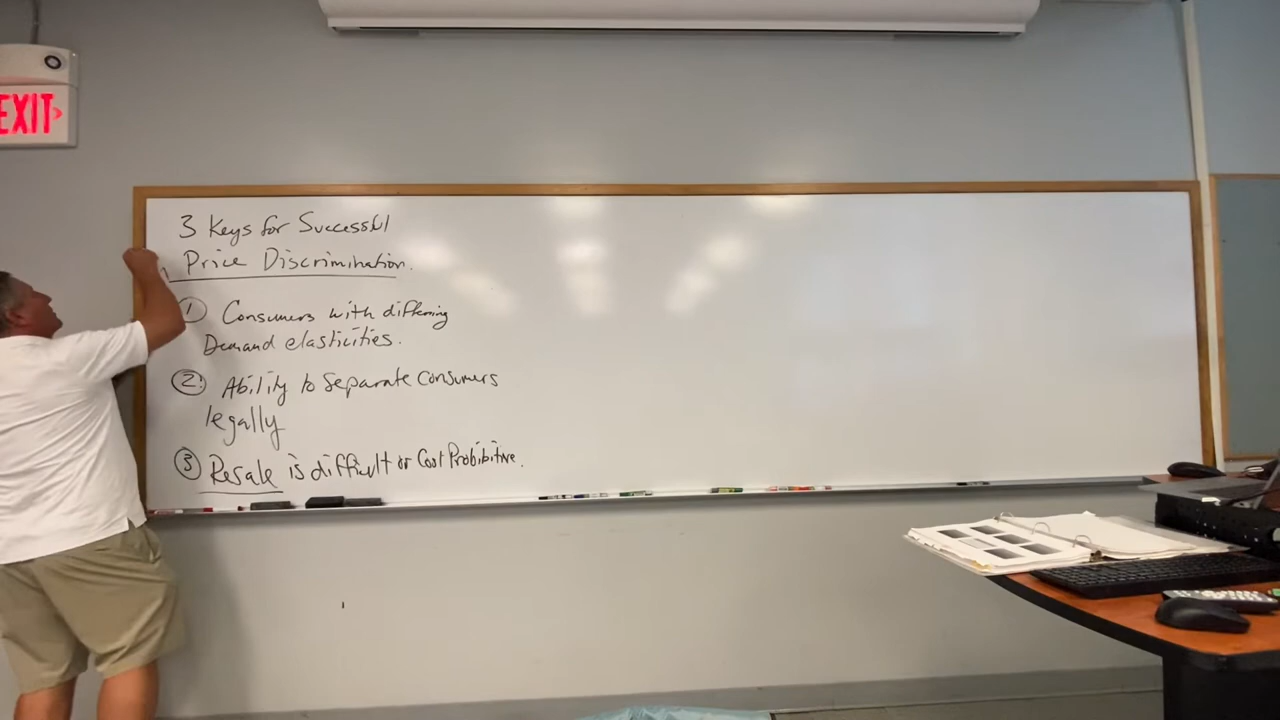 EXIT
3 Keys for Successful
Price Discrimination.
① Consumers with differing
Demand elasticities.
② Ability to Separate Consumers
legally
③ Resale is difficult or Cost Prohibitive.